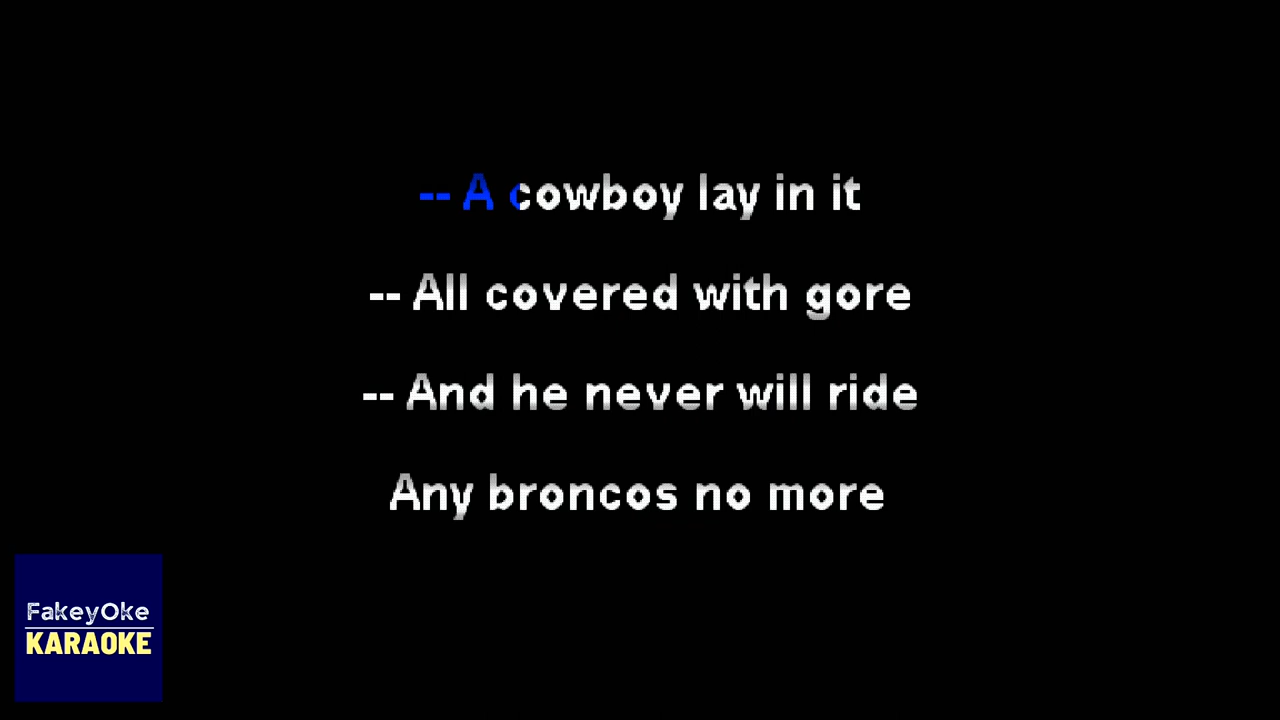 -- A cowboy lay in it
-- All covered with gore
-- And he never will ride
Any broncos no more
FakeyOke
KARAOKE